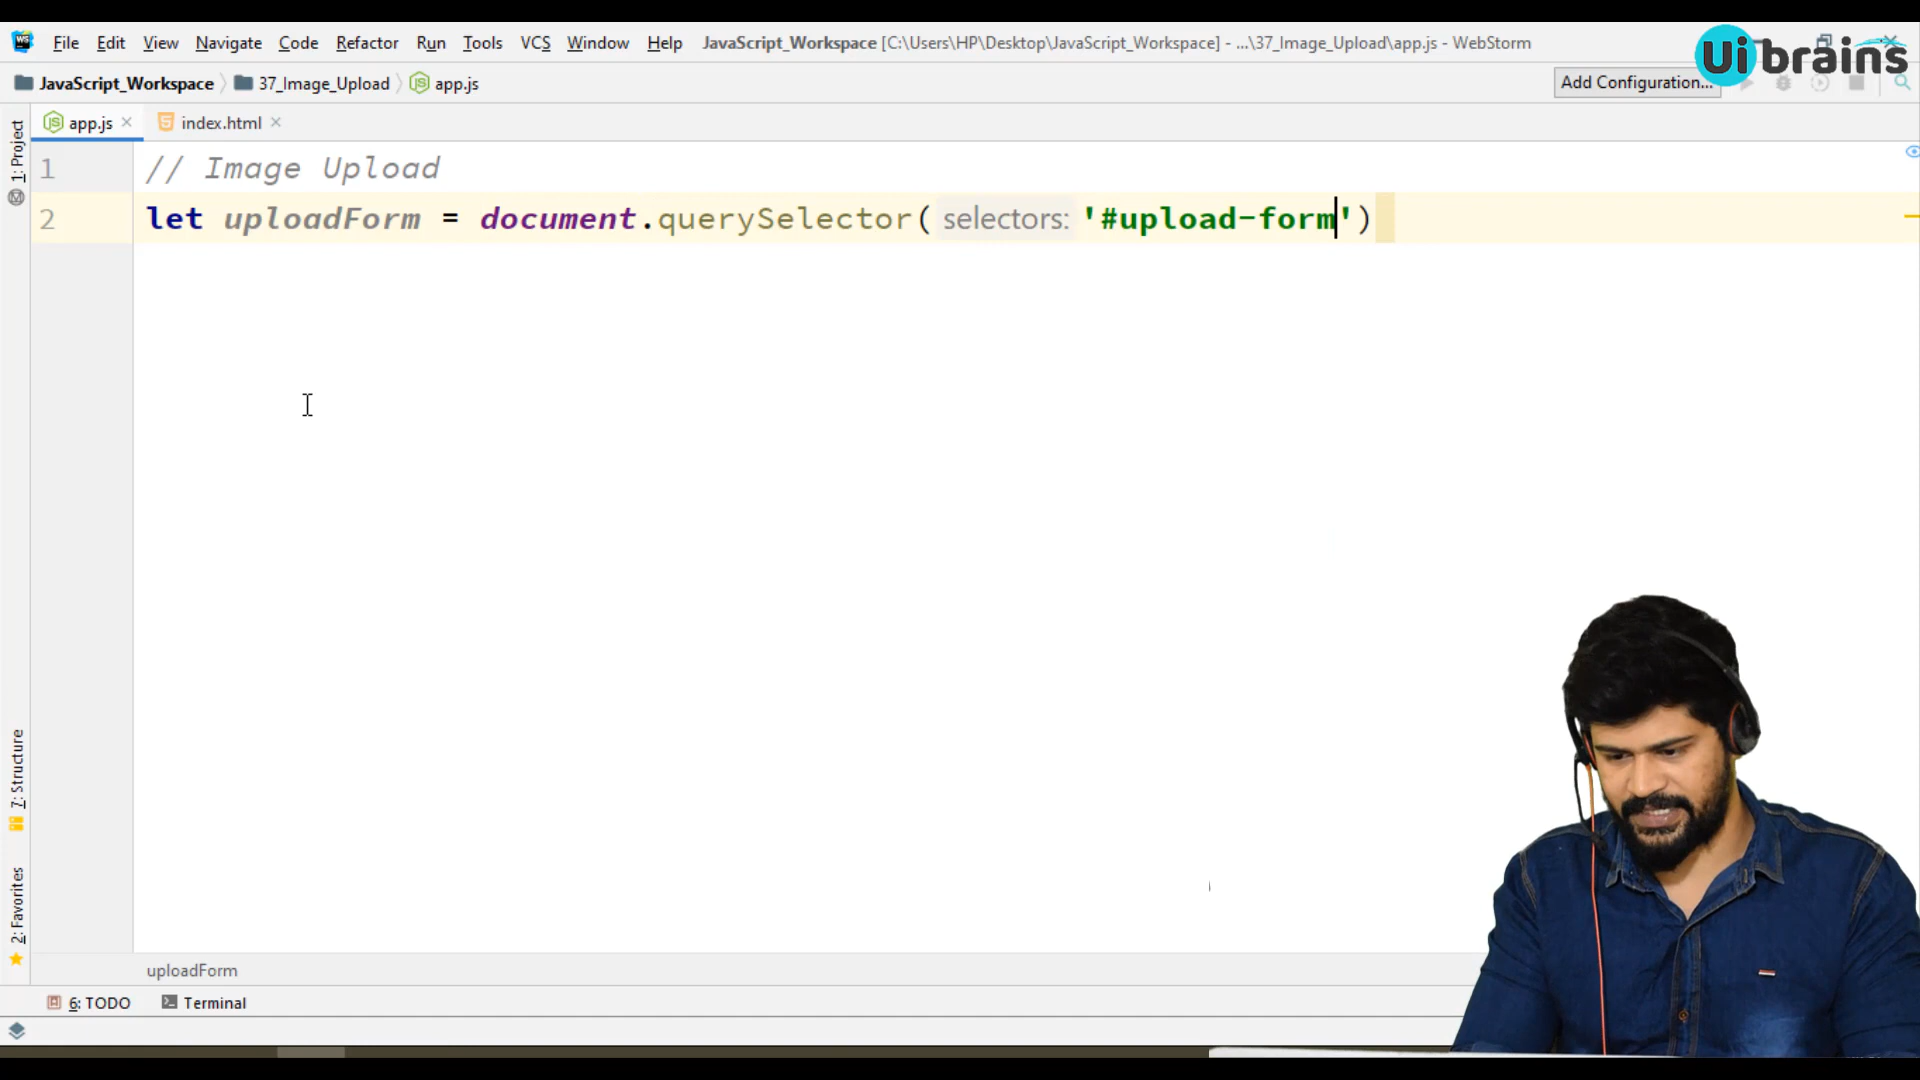 File Edit View Navigate Code Refactor Run Tools VCS Window Help JavaScript_Workspace [C:\Users\HP\Desktop\JavaScript_Workspace] - ...\37_Image_Upload\app.js - WebStorm
Ui brains
JavaScript_Workspace 37_Image_Upload app.js
Add Configuration...
app.js index.html
1: Project
1 // Image Upload
2 let uploadForm = document.querySelector( selectors: '#upload-form')
7: Structure
2: Favorites
uploadForm
6: TODO Terminal